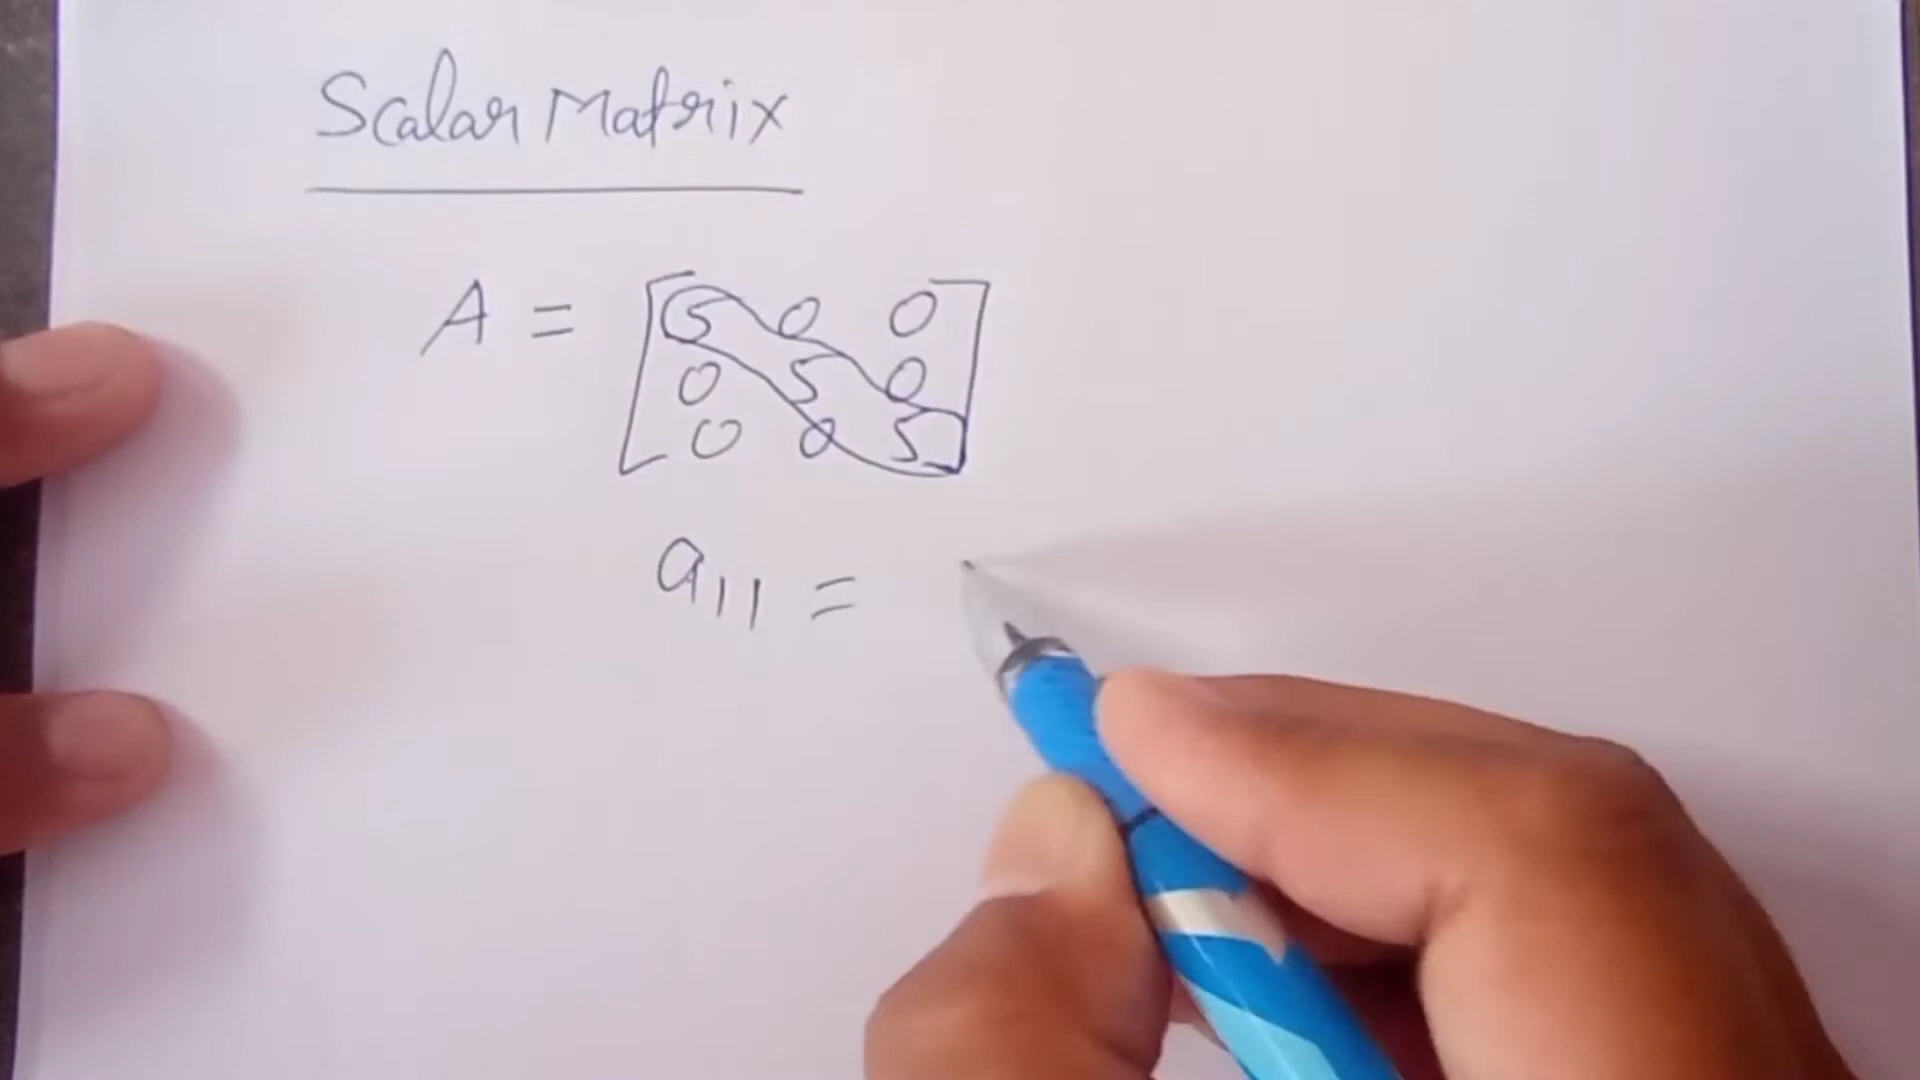 Scalar Matrix
A = [5 0 0
0 5 0
0 0 5]
a11 =